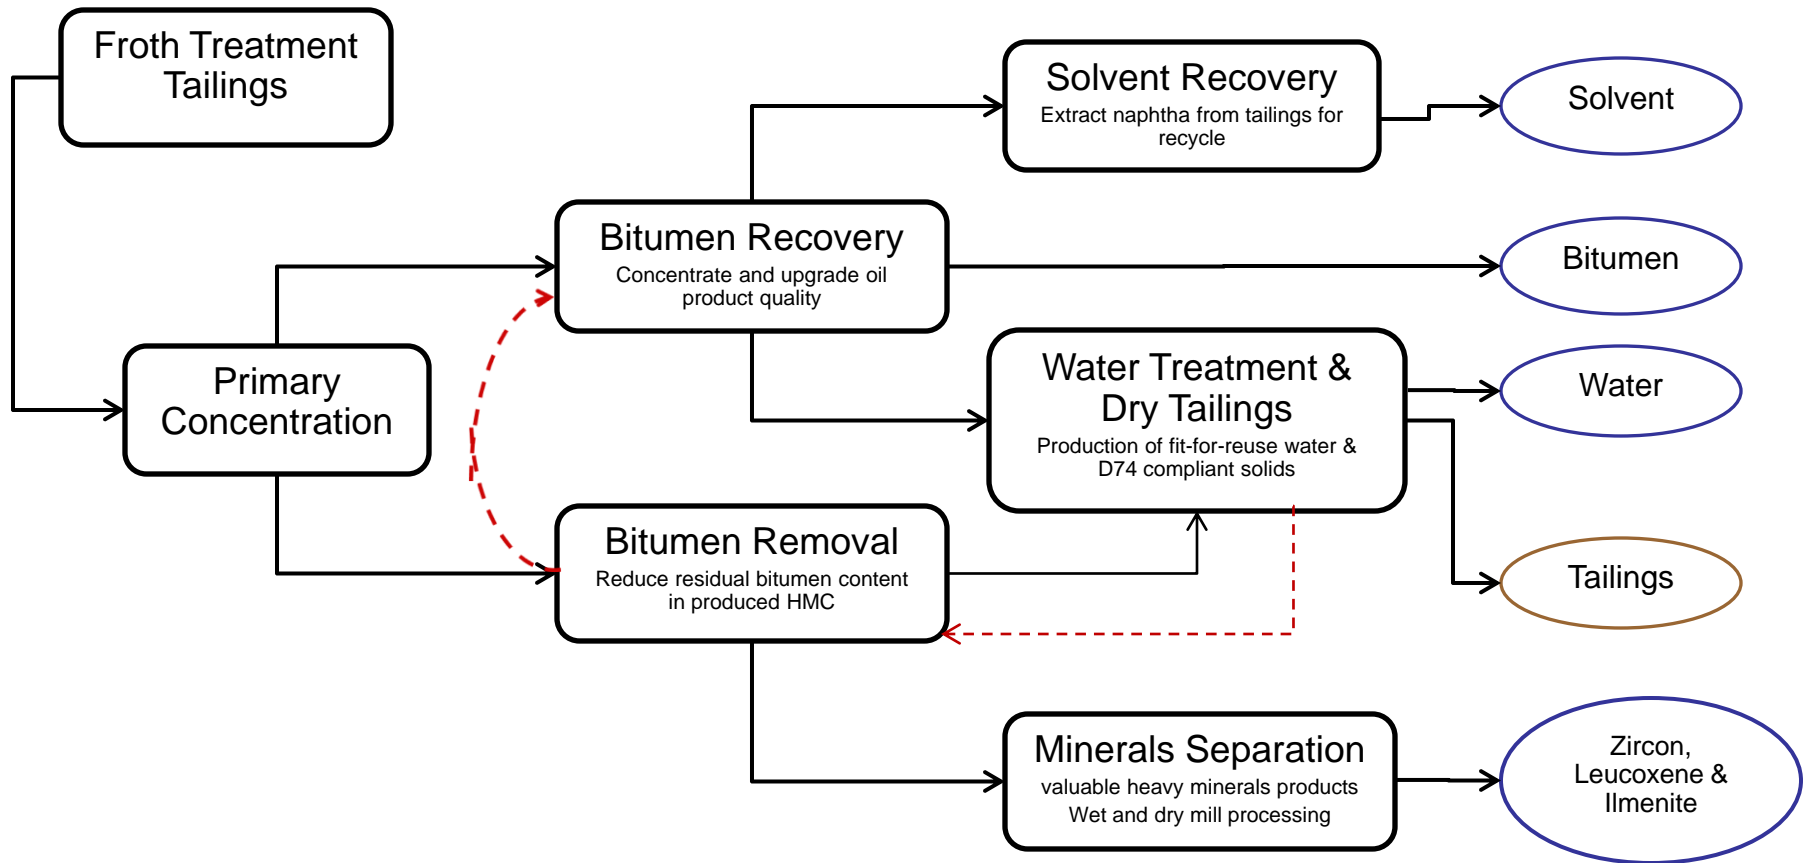 Froth Treatment
Tailings
Solvent Recovery
Extract naphtha from tailings for
recycle
Solvent
Bitumen Recovery
Concentrate and upgrade oil
product quality
Bitumen
Primary
Concentration
Water Treatment &
Dry Tailings
Production of fit-for-reuse water &
D74 compliant solids
Water
Bitumen Removal
Reduce residual bitumen content
in produced HMC
Tailings
Minerals Separation
valuable heavy minerals products
Wet and dry mill processing
Zircon,
Leucoxene &
Ilmenite